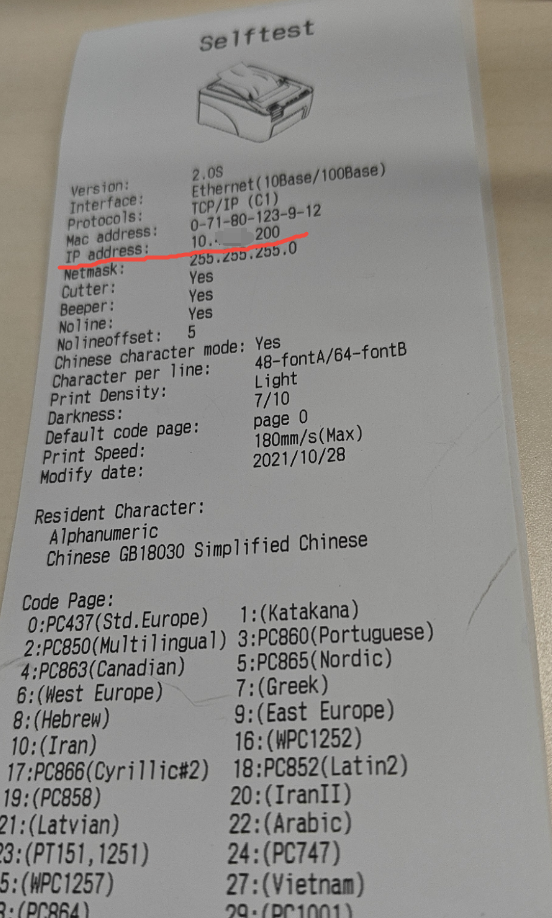 Selftest
Version: 2.0S
Interface: Ethernet(10Base/100Base)
Protocols: TCP/IP (C1)
Mac address: 0-71-80-123-9-12
IP address: 10. 200
Netmask: 255.255.255.0
Cutter: Yes
Beeper: Yes
Noline: Yes
Nolineoffset: 5
Chinese character mode: Yes
Character per line: 48-fontA/64-fontB
Print Density: Light
Darkness: 7/10
Default code page: page 0
Print Speed: 180mm/s(Max)
Modify date: 2021/10/28
Resident Character:
Alphanumeric
Chinese GB18030 Simplified Chinese
Code Page:
0:PC437(Std.Europe) 1:(Katakana)
2:PC850(Multilingual) 3:PC860(Portuguese)
4:PC863(Canadian) 5:PC865(Nordic)
6:(West Europe) 7:(Greek)
8:(Hebrew) 9:(East Europe)
10:(Iran) 16:(WPC1252)
17:PC866(Cyrillic#2) 18:PC852(Latin2)
19:(PC858) 20:(IranII)
21:(Latvian) 22:(Arabic)
23:(PT151,1251) 24:(PC747)
5:(WPC1257) 27:(Vietnam)
8:(PC864) 29:(PC1001)